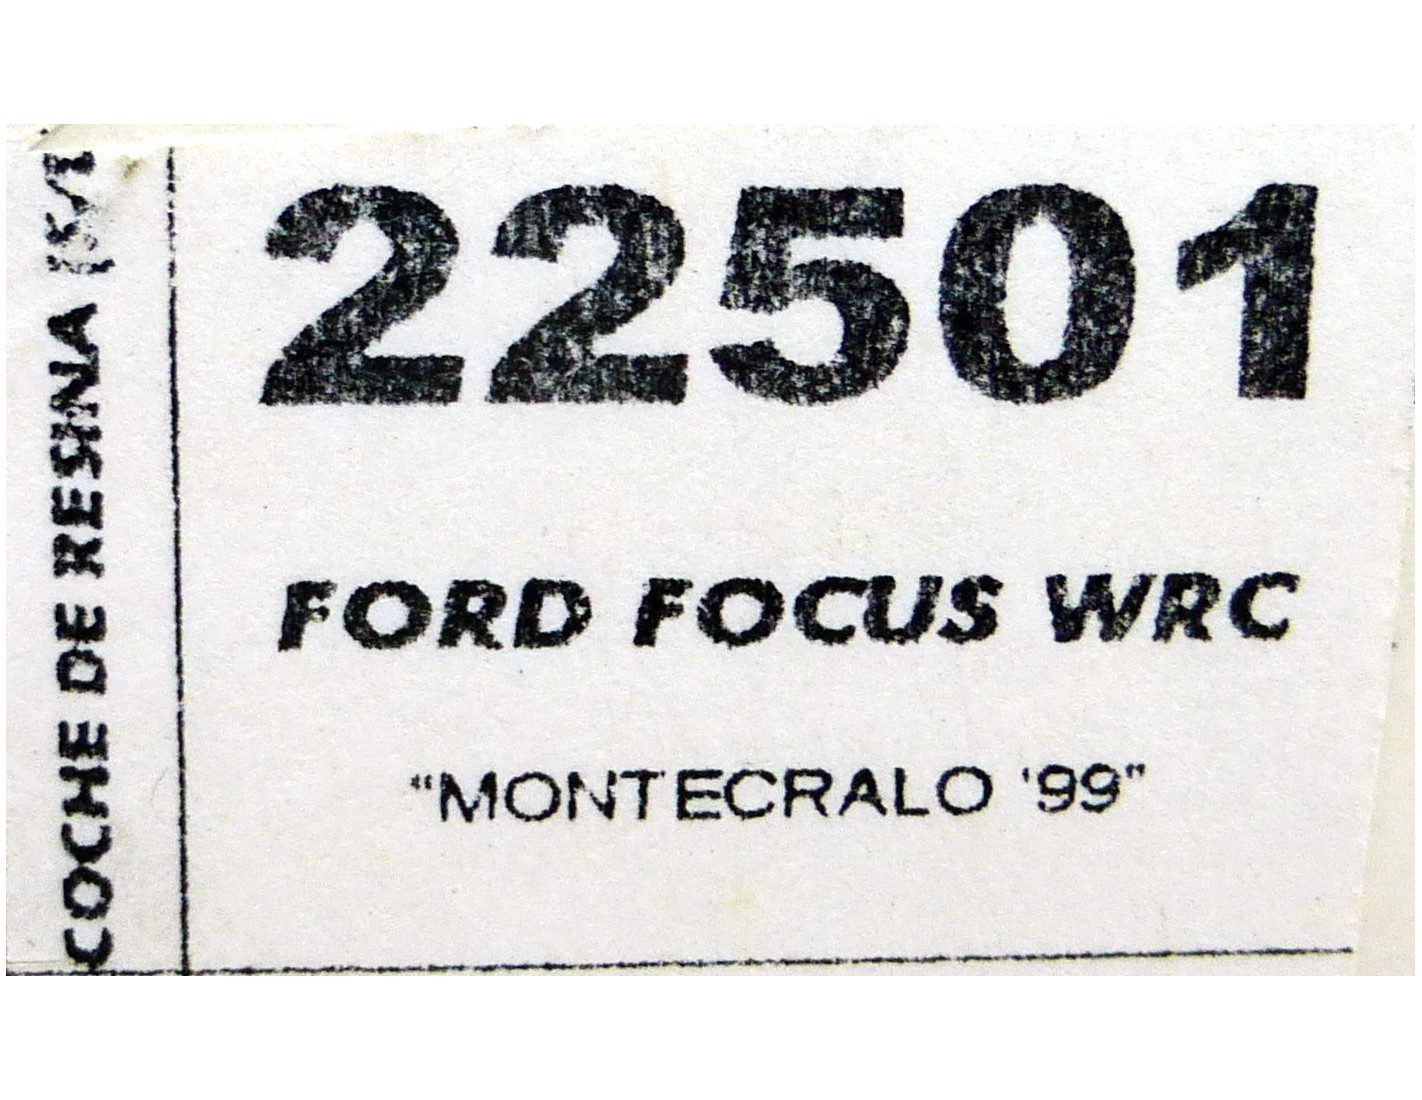 COCHE DE RESINA
22501
FORD FOCUS WRC
"MONTECRALO '99"